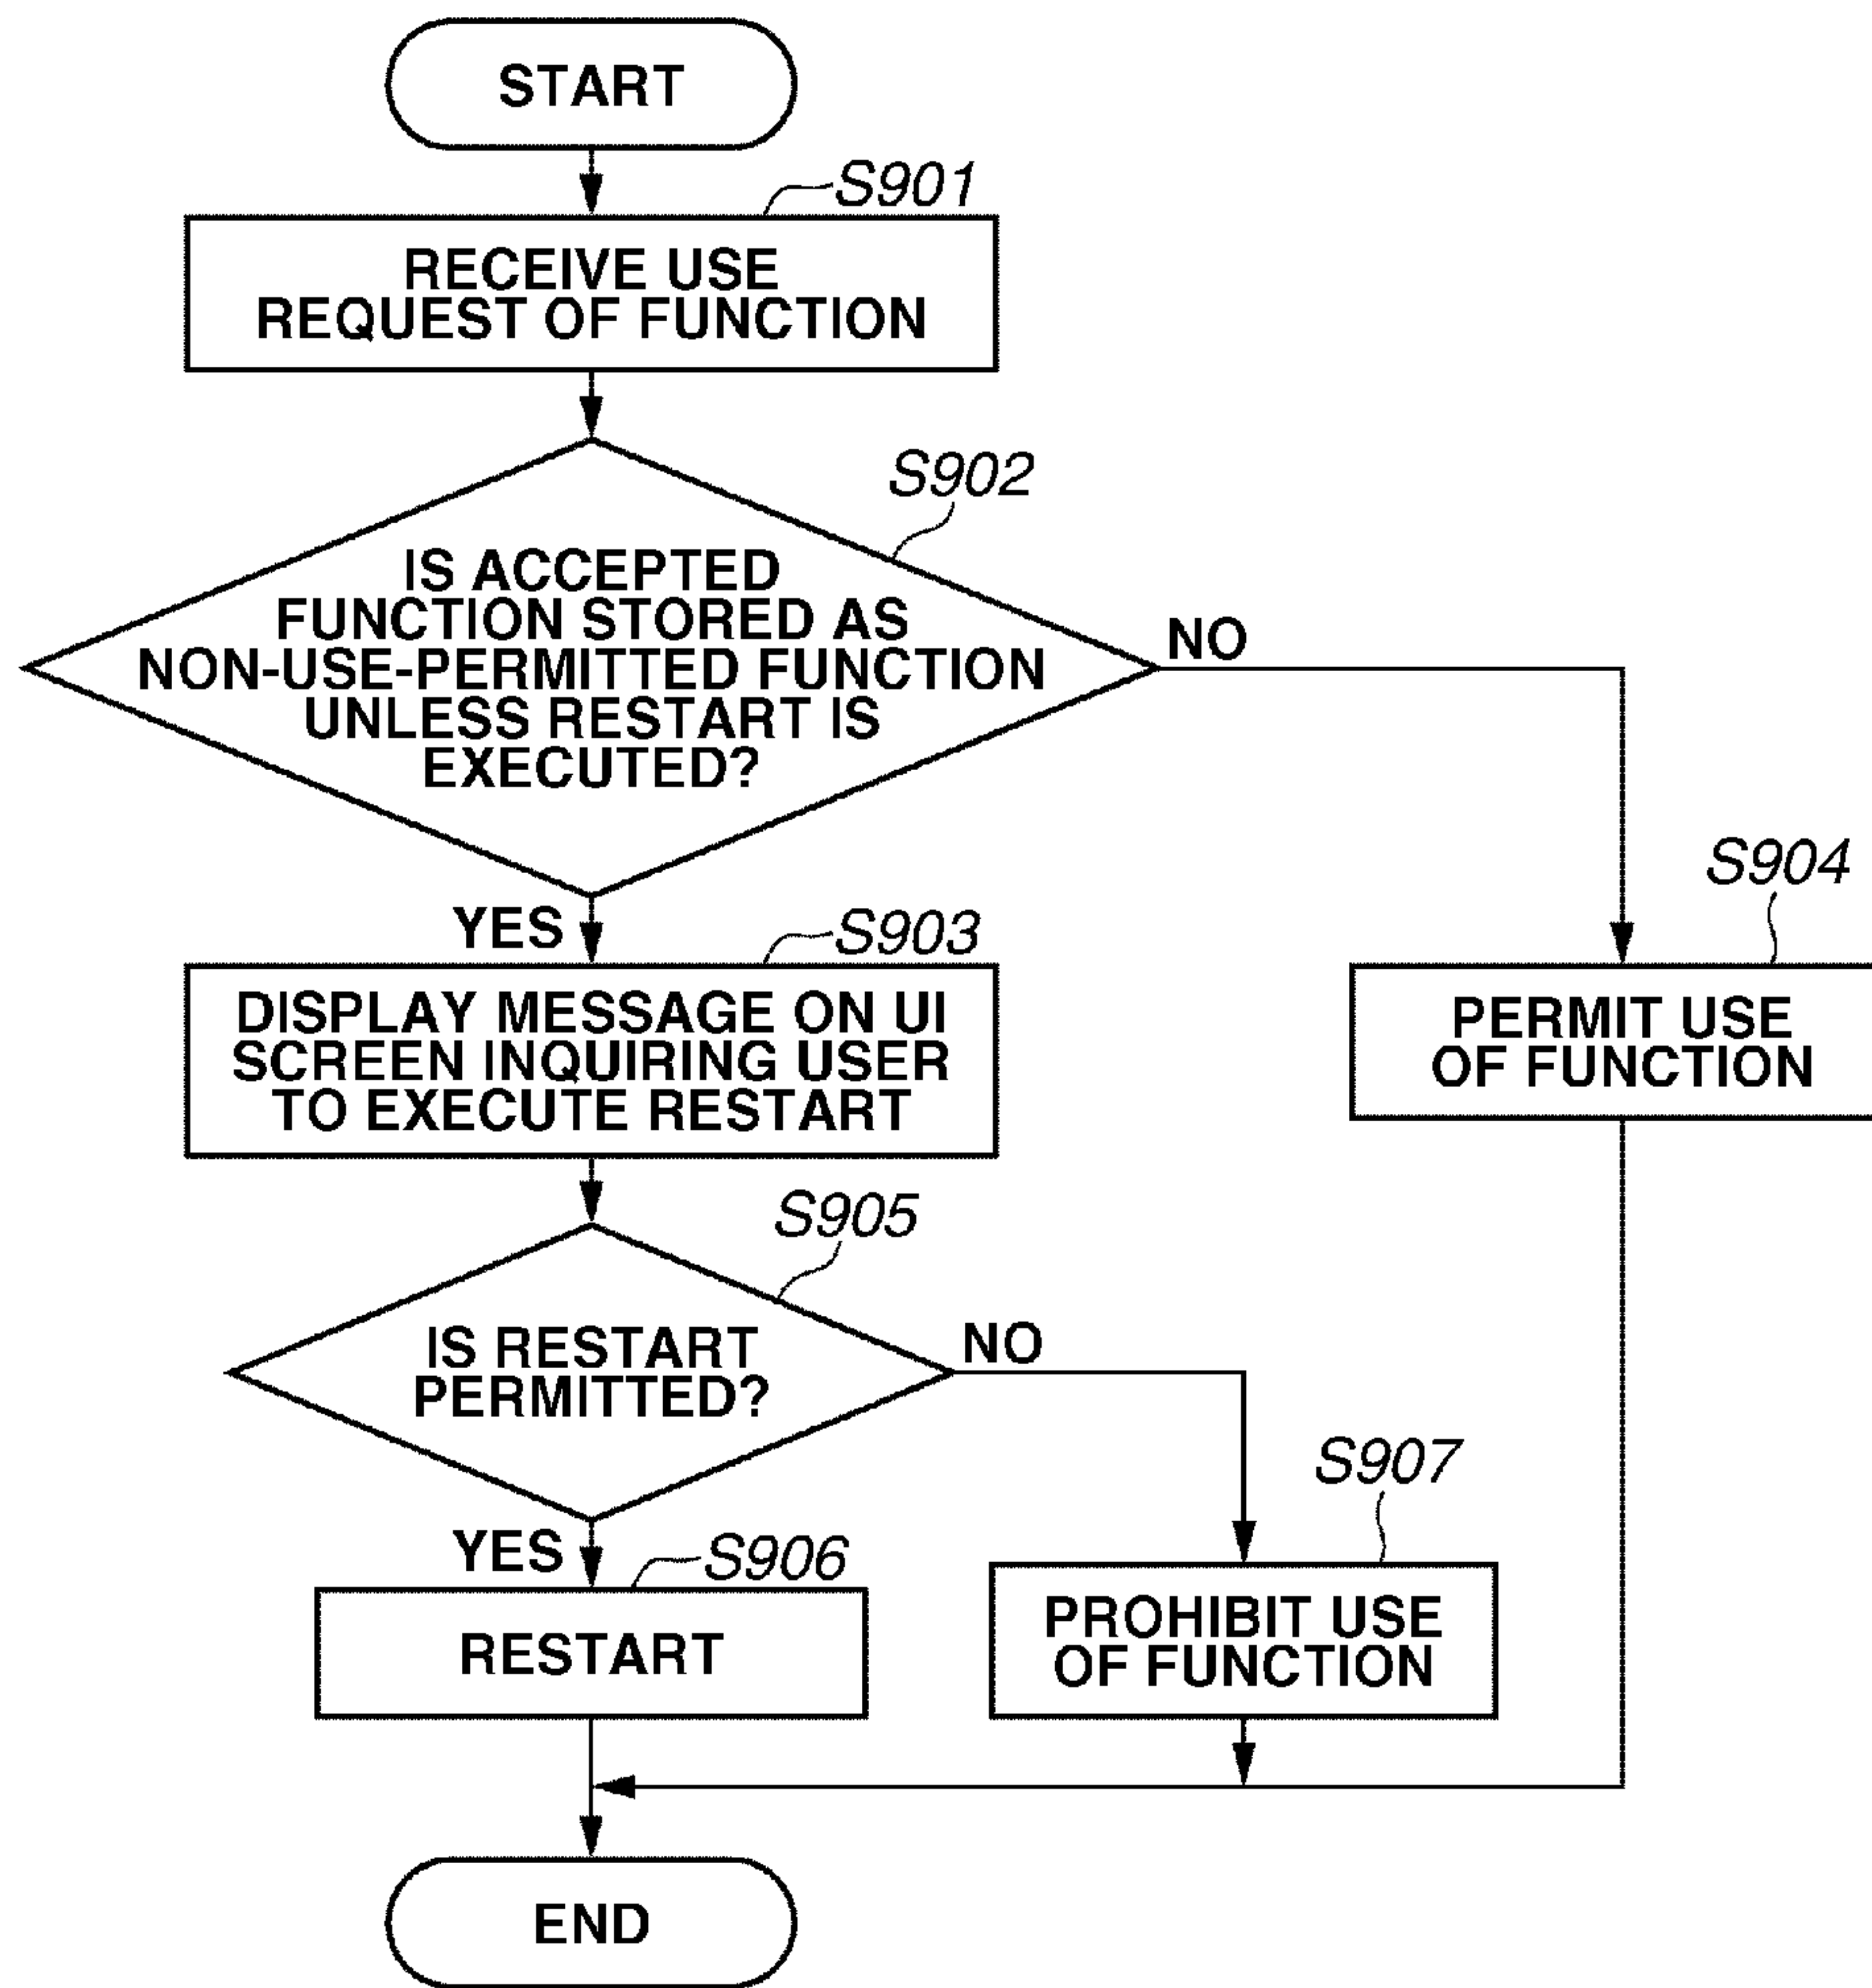 START
S901
RECEIVE USE
REQUEST OF FUNCTION
S902
IS ACCEPTED
FUNCTION STORED AS
NON-USE-PERMITTED FUNCTION
UNLESS RESTART IS
EXECUTED?
NO
YES
S903
DISPLAY MESSAGE ON UI
SCREEN INQUIRING USER
TO EXECUTE RESTART
S904
PERMIT USE
OF FUNCTION
S905
IS RESTART
PERMITTED?
NO
YES
S906
RESTART
S907
PROHIBIT USE
OF FUNCTION
END